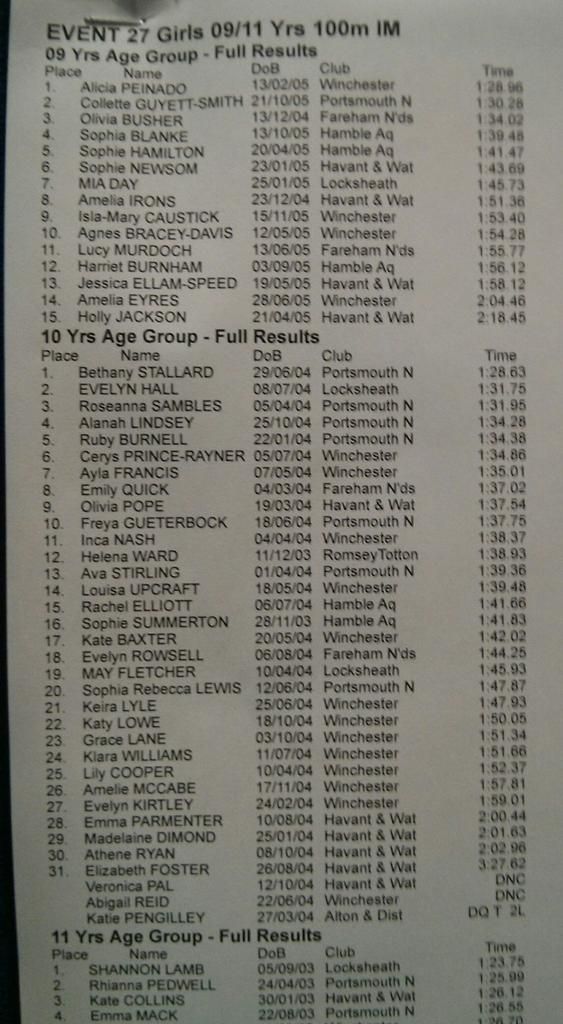 EVENT 27 Girls 09/11 Yrs 100m IM
09 Yrs Age Group - Full Results
Place Name DoB Club Time
1. Alicia PEINADO 13/02/05 Winchester 1:28.96
2. Collette GUYETT-SMITH 21/10/05 Portsmouth N 1:30.28
3. Olivia BUSHER 13/12/04 Fareham N'ds 1:34.02
4. Sophia BLANKE 13/10/05 Hamble Aq 1:39.48
5. Sophie HAMILTON 20/04/05 Hamble Aq 1:41.47
6. Sophie NEWSOM 23/01/05 Havant & Wat 1:43.69
7. MIA DAY 25/01/05 Locksheath 1:45.73
8. Amelia IRONS 23/12/04 Havant & Wat 1:51.36
9. Isla-Mary CAUSTICK 15/11/05 Winchester 1:53.40
10. Agnes BRACEY-DAVIS 12/05/05 Winchester 1:54.28
11. Lucy MURDOCH 13/06/05 Fareham N'ds 1:55.77
12. Harriet BURNHAM 03/09/05 Hamble Aq 1:56.12
13. Jessica ELLAM-SPEED 19/05/05 Havant & Wat 1:58.12
14. Amelia EYRES 28/06/05 Winchester 2:04.46
15. Holly JACKSON 21/04/05 Havant & Wat 2:18.45
10 Yrs Age Group - Full Results
Place Name DoB Club Time
1. Bethany STALLARD 29/06/04 Portsmouth N 1:28.63
2. EVELYN HALL 08/07/04 Locksheath 1:31.75
3. Roseanna SAMBLES 05/04/04 Portsmouth N 1:31.95
4. Alanah LINDSEY 25/10/04 Portsmouth N 1:34.28
5. Ruby BURNELL 22/01/04 Portsmouth N 1:34.38
6. Cerys PRINCE-RAYNER 05/07/04 Winchester 1:34.86
7. Ayla FRANCIS 07/05/04 Winchester 1:35.01
8. Emily QUICK 04/03/04 Fareham N'ds 1:37.02
9. Olivia POPE 19/03/04 Havant & Wat 1:37.54
10. Freya GUETERBOCK 18/06/04 Portsmouth N 1:37.75
11. Inca NASH 04/04/04 Winchester 1:38.37
12. Helena WARD 11/12/03 RomseyTotton 1:38.93
13. Ava STIRLING 01/04/04 Portsmouth N 1:39.36
14. Louisa UPCRAFT 18/05/04 Winchester 1:39.48
15. Rachel ELLIOTT 06/07/04 Hamble Aq 1:41.66
16. Sophie SUMMERTON 28/11/03 Hamble Aq 1:41.83
17. Kate BAXTER 20/05/04 Winchester 1:42.02
18. Evelyn ROWSELL 06/08/04 Fareham N'ds 1:44.25
19. MAY FLETCHER 10/04/04 Locksheath 1:45.93
20. Sophia Rebecca LEWIS 12/06/04 Portsmouth N 1:47.87
21. Keira LYLE 25/06/04 Winchester 1:47.93
22. Katy LOWE 18/10/04 Winchester 1:50.05
23. Grace LANE 03/10/04 Winchester 1:51.34
24. Klara WILLIAMS 11/07/04 Winchester 1:51.66
25. Lily COOPER 10/04/04 Winchester 1:52.37
26. Amelie MCCABE 17/11/04 Winchester 1:57.81
27. Evelyn KIRTLEY 24/02/04 Winchester 1:59.01
28. Emma PARMENTER 10/08/04 Havant & Wat 2:00.44
29. Madelaine DIMOND 25/01/04 Havant & Wat 2:01.63
30. Athene RYAN 08/10/04 Havant & Wat 2:02.96
31. Elizabeth FOSTER 26/08/04 Havant & Wat 3:27.62
Veronica PAL 12/10/04 Havant & Wat DNC
Abigail REID 22/06/04 Winchester DNC
Katie PENGILLEY 27/03/04 Alton & Dist DQ T 2L
11 Yrs Age Group - Full Results
Place Name DoB Club Time
1. SHANNON LAMB 05/09/03 Locksheath 1:23.75
2. Rhianna PEDWELL 24/04/03 Portsmouth N 1:25.99
3. Kate COLLINS 30/01/03 Havant & Wat 1:26.12
4. Emma MACK 22/08/03 Portsmouth N 1:26.55